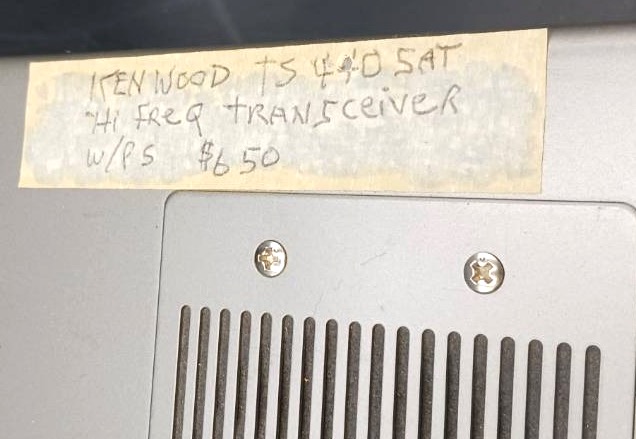 KENWOOD TS 440 SAT
Hi FReQ TRANSceiveR
W/PS $650